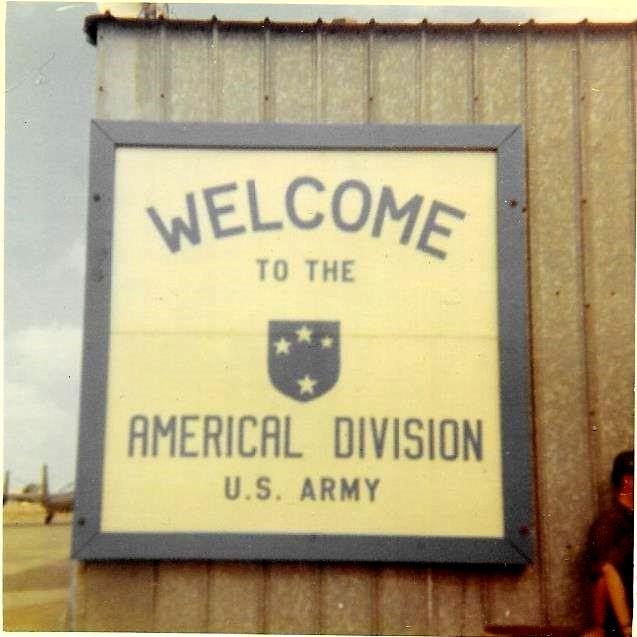 WELCOME
TO THE
AMERICAL DIVISION
U.S. ARMY